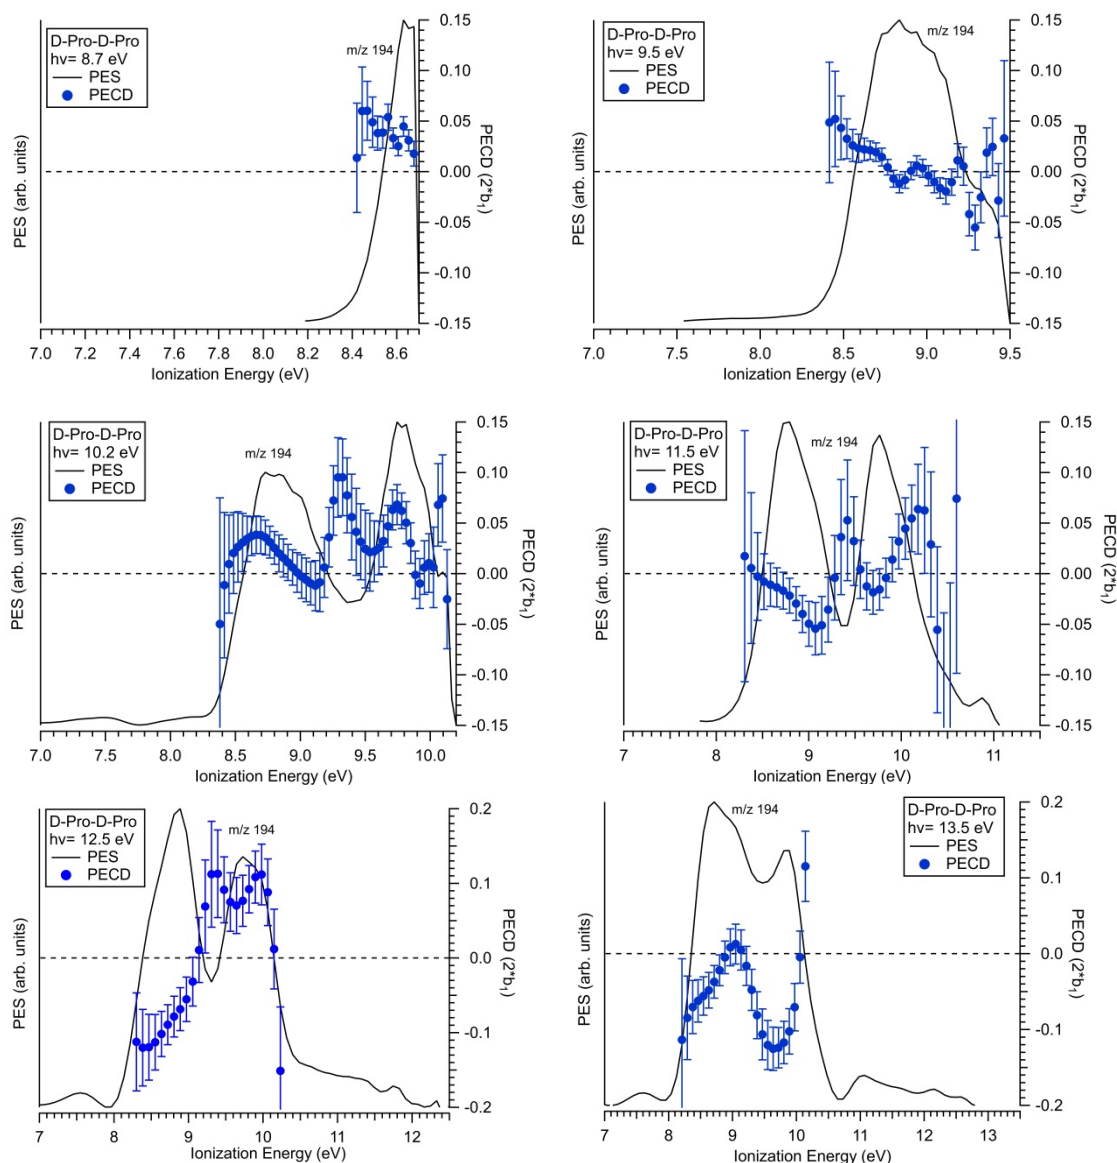 D-Pro-D-Pro
hv= 8.7 eV
PES
PECD
m/z 194
PES (arb. units)
PECD (2*b₁)
0.15
0.10
0.05
0.00
-0.05
-0.10
-0.15
7.0 7.2 7.4 7.6 7.8 8.0 8.2 8.4 8.6
Ionization Energy (eV)
D-Pro-D-Pro
hv= 9.5 eV
PES
PECD
m/z 194
PES (arb. units)
PECD (2*b₁)
0.15
0.10
0.05
0.00
-0.05
-0.10
-0.15
7.0 7.5 8.0 8.5 9.0 9.5
Ionization Energy (eV)
D-Pro-D-Pro
hv= 10.2 eV
PES
PECD
m/z 194
PES (arb. units)
PECD (2*b₁)
0.15
0.10
0.05
0.00
-0.05
-0.10
-0.15
7.0 7.5 8.0 8.5 9.0 9.5 10.0
Ionization Energy (eV)
D-Pro-D-Pro
hv= 11.5 eV
PES
PECD
m/z 194
PES (arb. units)
PECD (2*b₁)
0.15
0.10
0.05
0.00
-0.05
-0.10
-0.15
7 8 9 10 11
Ionization Energy (eV)
D-Pro-D-Pro
hv= 12.5 eV
PES
PECD
m/z 194
PES (arb. units)
PECD (2*b₁)
0.2
0.1
0.0
-0.1
-0.2
7 8 9 10 11 12
Ionization Energy (eV)
D-Pro-D-Pro
hv= 13.5 eV
PES
PECD
m/z 194
PES (arb. units)
PECD (2*b₁)
0.2
0.1
0.0
-0.1
-0.2
7 8 9 10 11 12 13
Ionization Energy (eV)